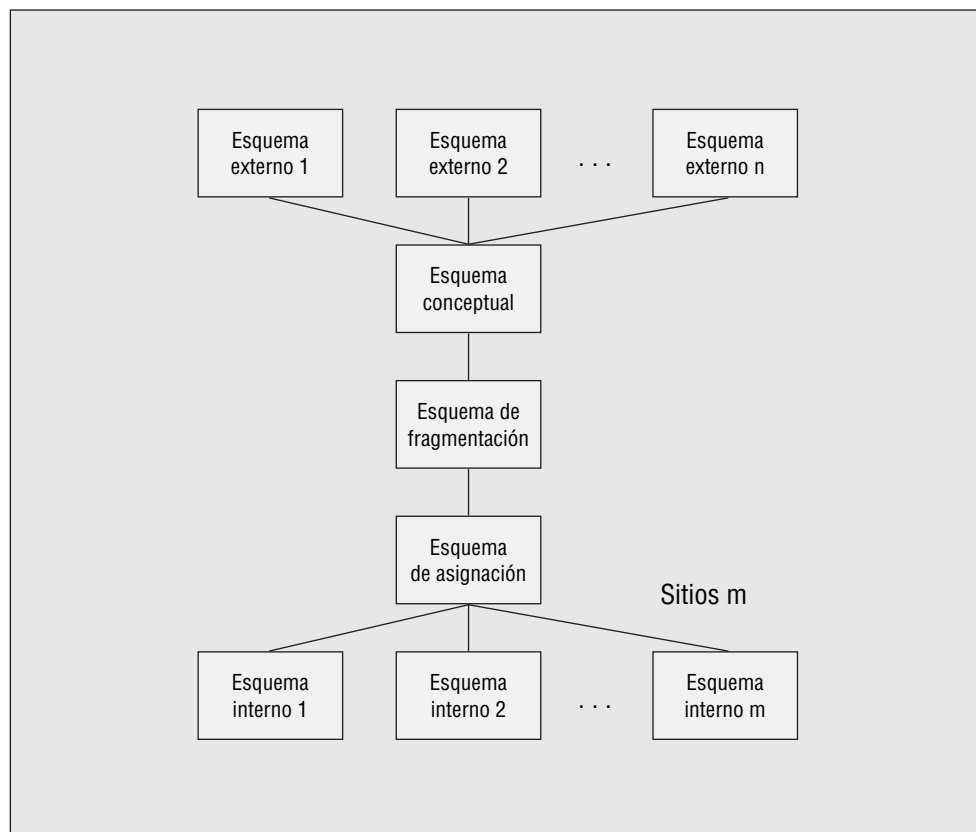 Esquema
externo 1
Esquema
externo 2
. . .
Esquema
externo n
Esquema
conceptual
Esquema de
fragmentación
Esquema
de asignación
Sitios m
Esquema
interno 1
Esquema
interno 2
. . .
Esquema
interno m